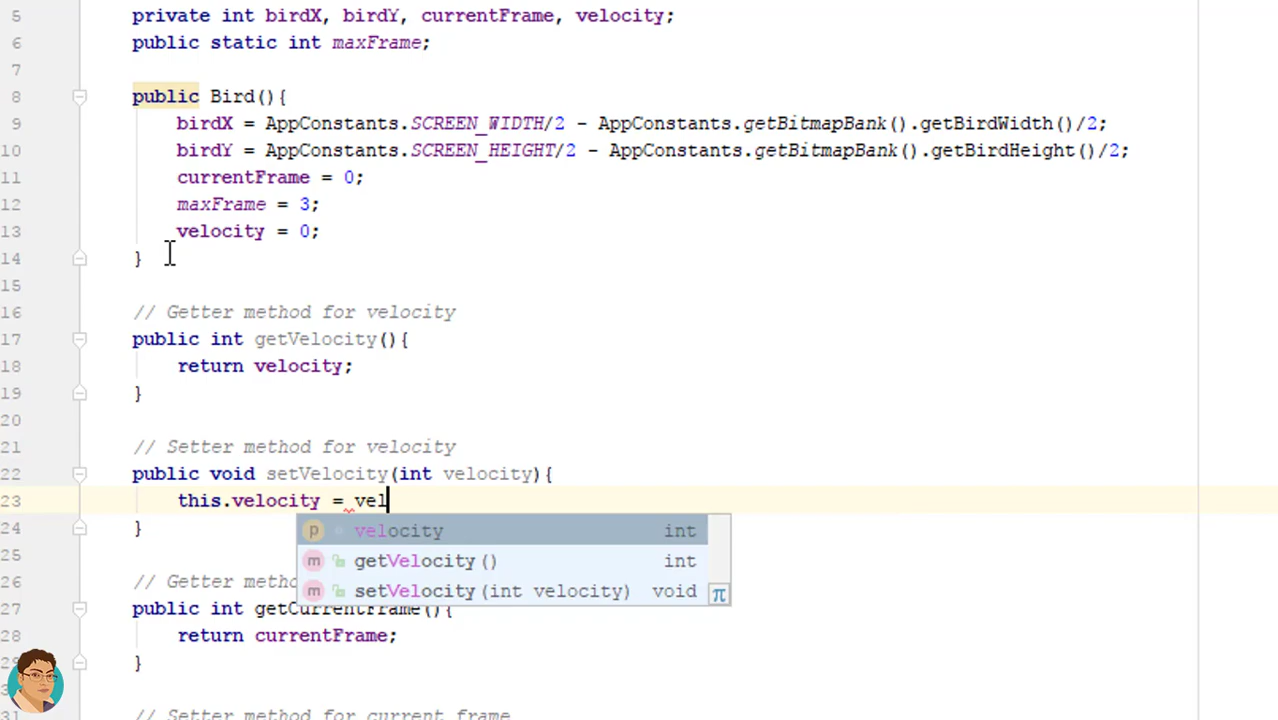 5 private int birdX, birdY, currentFrame, velocity;
6 public static int maxFrame;
7
8 public Bird(){
9 birdX = AppConstants.SCREEN_WIDTH/2 - AppConstants.getBitmapBank().getBirdWidth()/2;
10 birdY = AppConstants.SCREEN_HEIGHT/2 - AppConstants.getBitmapBank().getBirdHeight()/2;
11 currentFrame = 0;
12 maxFrame = 3;
13 velocity = 0;
14 }
15
16 // Getter method for velocity
17 public int getVelocity(){
18 return velocity;
19 }
20
21 // Setter method for velocity
22 public void setVelocity(int velocity){
23 this.velocity = vel
24 }
p velocity int
25
m getVelocity() int
26 // Getter metho
m setVelocity(int velocity) void π
27 public int getCurrentFrame(){
28 return currentFrame;
29 }
31 // Setter method for current frame